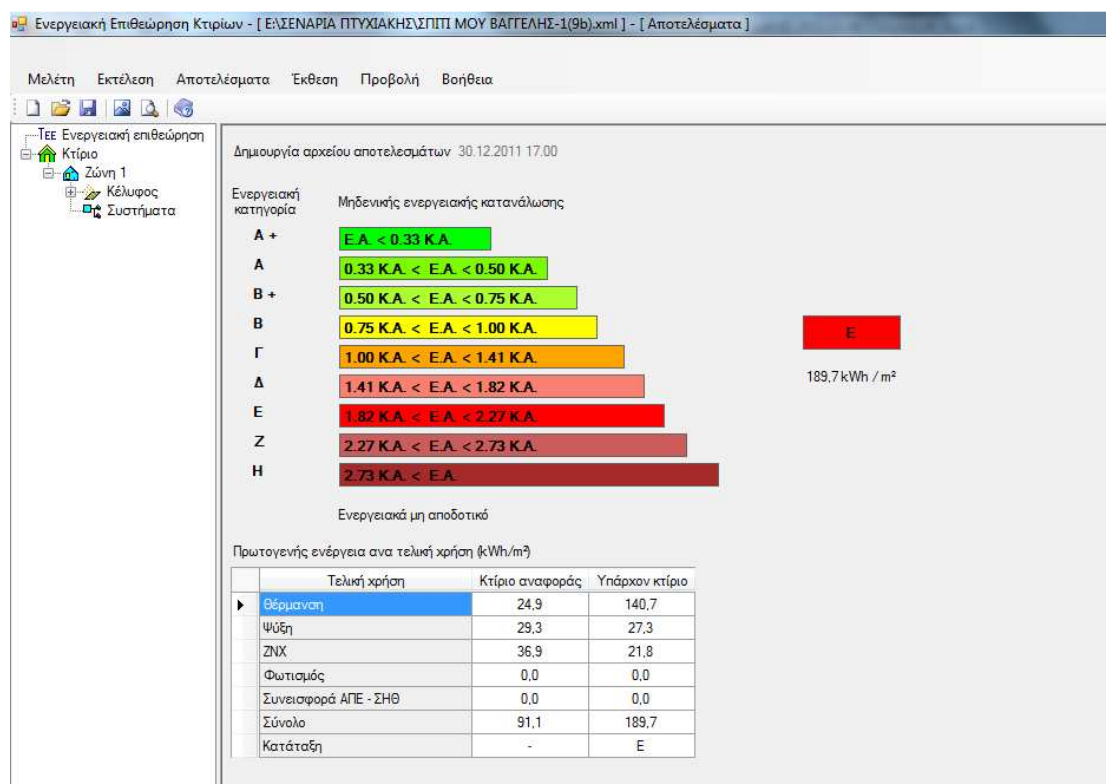 Ενεργειακή Επιθεώρηση Κτιρίων - [ E:\ΣΕΝΑΡΙΑ ΠΤΥΧΙΑΚΗΣ\ΣΠΙΤΙ ΜΟΥ ΒΑΓΓΕΛΗΣ-1(9b).xml ] - [ Αποτελέσματα ]
Μελέτη Εκτέλεση Αποτελέσματα Έκθεση Προβολή Βοήθεια
TEE Ενεργειακή επιθεώρηση
Κτίριο
Ζώνη 1
Κέλυφος
Συστήματα
Δημιουργία αρχείου αποτελεσμάτων 30.12.2011 17.00
Ενεργειακή
κατηγορία
Μηδενικής ενεργειακής κατανάλωσης
A + E.A. < 0.33 K.A.
A 0.33 K.A. < E.A. < 0.50 K.A.
B + 0.50 K.A. < E.A. < 0.75 K.A.
B 0.75 K.A. < E.A. < 1.00 K.A.
Γ 1.00 K.A. < E.A. < 1.41 K.A.
Δ 1.41 K.A. < E.A. < 1.82 K.A.
E 1.82 K.A. < E.A. < 2.27 K.A.
Z 2.27 K.A. < E.A. < 2.73 K.A.
H 2.73 K.A. < E.A.
E
189,7 kWh / m²
Ενεργειακά μη αποδοτικό
Πρωτογενής ενέργεια ανα τελική χρήση (kWh/m²)
Τελική χρήση Κτίριο αναφοράς Υπάρχον κτίριο
Θέρμανση 24,9 140,7
Ψύξη 29,3 27,3
ΖΝΧ 36,9 21,8
Φωτισμός 0,0 0,0
Συνεισφορά ΑΠΕ - ΣΗΘ 0,0 0,0
Σύνολο 91,1 189,7
Κατάταξη - E